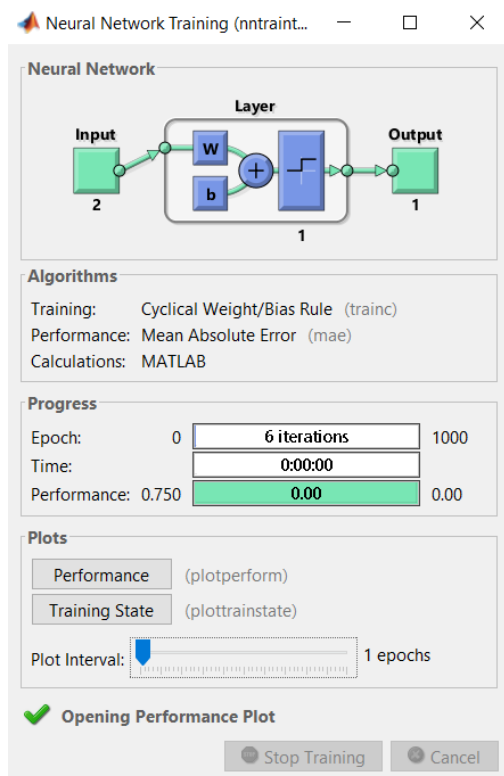 Neural Network Training (nntraint...
Neural Network
Layer
Input
Output
W
b
+
2
1
1
Algorithms
Training: Cyclical Weight/Bias Rule (trainc)
Performance: Mean Absolute Error (mae)
Calculations: MATLAB
Progress
Epoch: 0 6 iterations 1000
Time: 0:00:00
Performance: 0.750 0.00 0.00
Plots
Performance (plotperform)
Training State (plottrainstate)
Plot Interval: 1 epochs
Opening Performance Plot
Stop Training Cancel